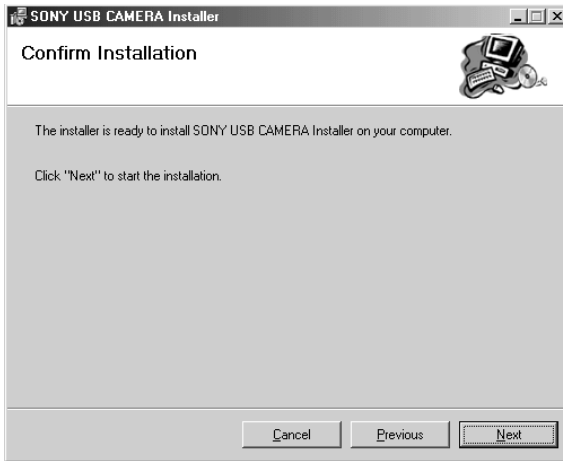 SONY USB CAMERA Installer
Confirm Installation
The installer is ready to install SONY USB CAMERA Installer on your computer.
Click "Next" to start the installation.
Cancel Previous Next